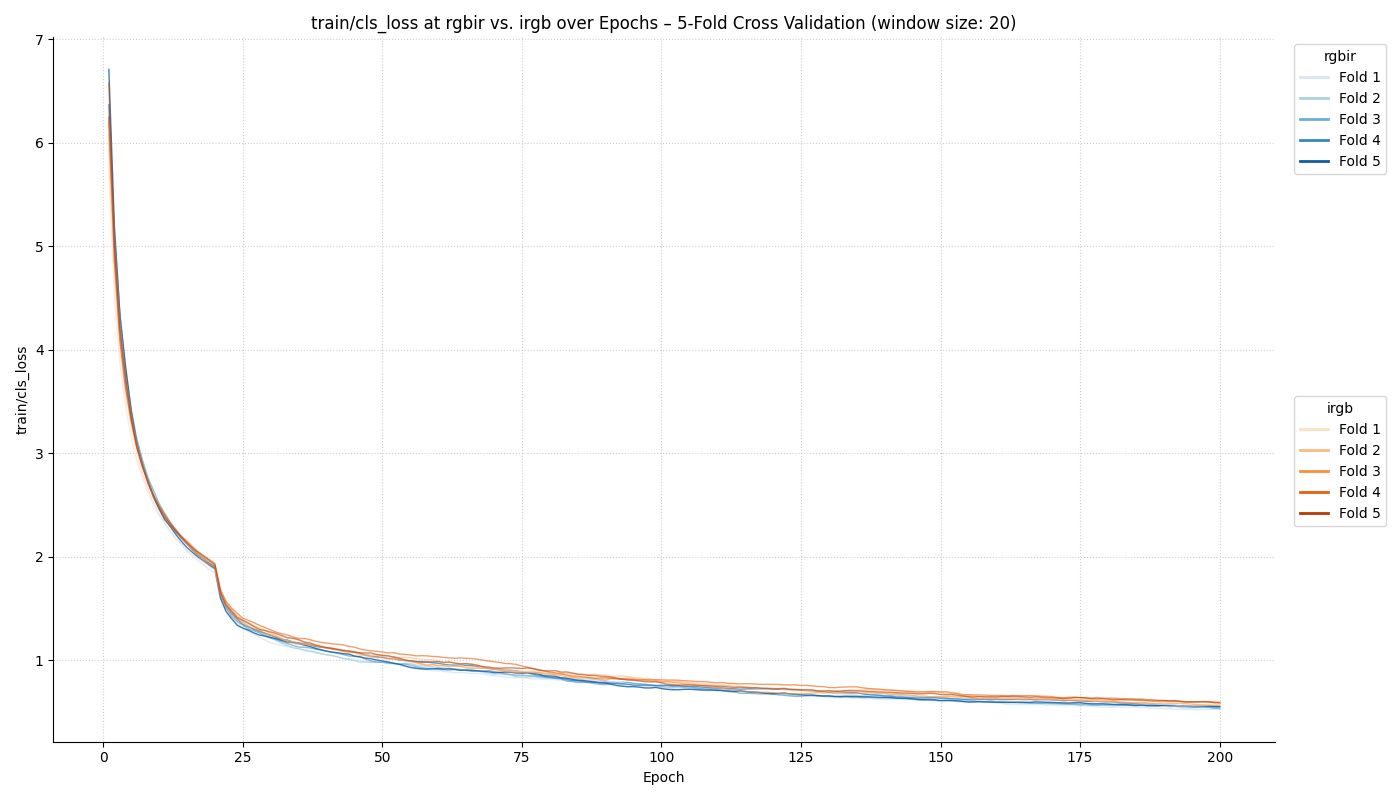 train/cls_loss at rgbir vs. irgb over Epochs – 5-Fold Cross Validation (window size: 20)
7
6
5
4
3
2
1
train/cls_loss
0
25
50
75
100
125
150
175
200
Epoch
rgbir
Fold 1
Fold 2
Fold 3
Fold 4
Fold 5
irgb
Fold 1
Fold 2
Fold 3
Fold 4
Fold 5